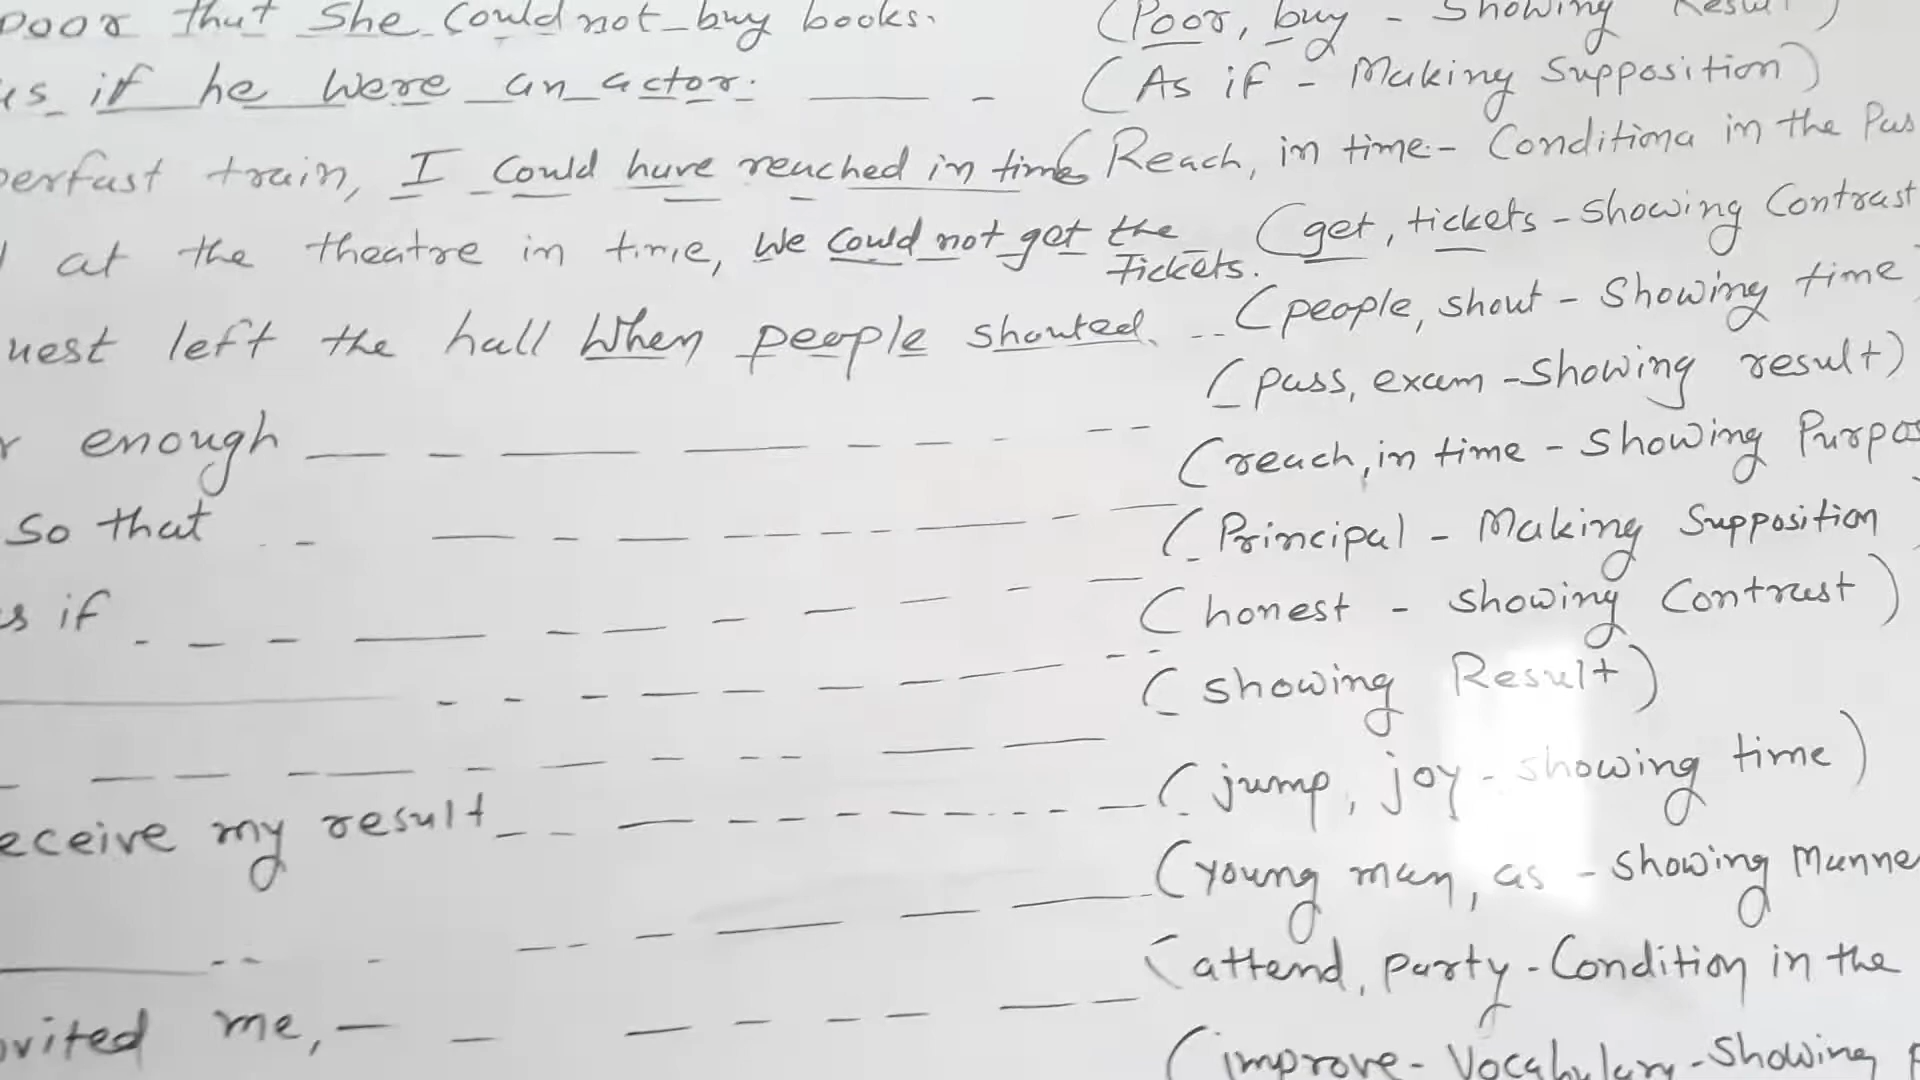 poor that she could not buy books. (Poor, buy - Showing Result)
as if he were an actor. (As if - Making Supposition)
train, I could have reached in time (Reach, in time - Conditiona in the Pas
at the theatre in time, we could not get the Tickets. (get, tickets - Showing Contrast
uest left the hall when people shouted. (people, shout - Showing time
(pass, exam - Showing result)
r enough (reach, in time - Showing Purpos
so that (Principal - Making Supposition
s if (honest - showing Contrast)
(showing Result)
(jump, joy - showing time)
eceive my result (young man, as - Showing Manne
(attend, party - Condition in the
vited me, (improve - Vocabulary - Showing P